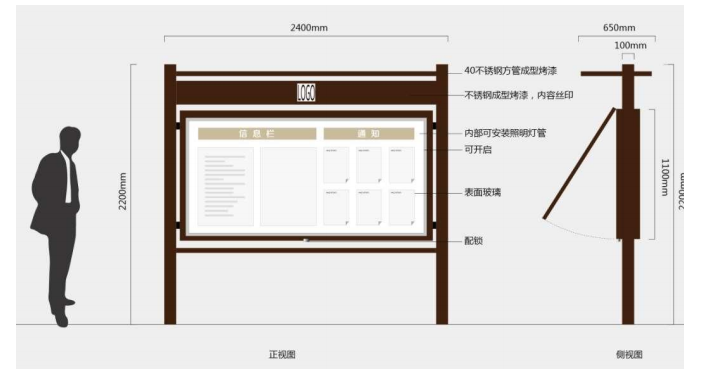 2400mm
650mm
100mm
40不锈钢方管成型烤漆
LOGO
不锈钢成型烤漆，内容丝印
信息栏
通知
内部可安装照明灯管
可开启
2200mm
1100mm
2200mm
表面玻璃
配锁
正视图
侧视图